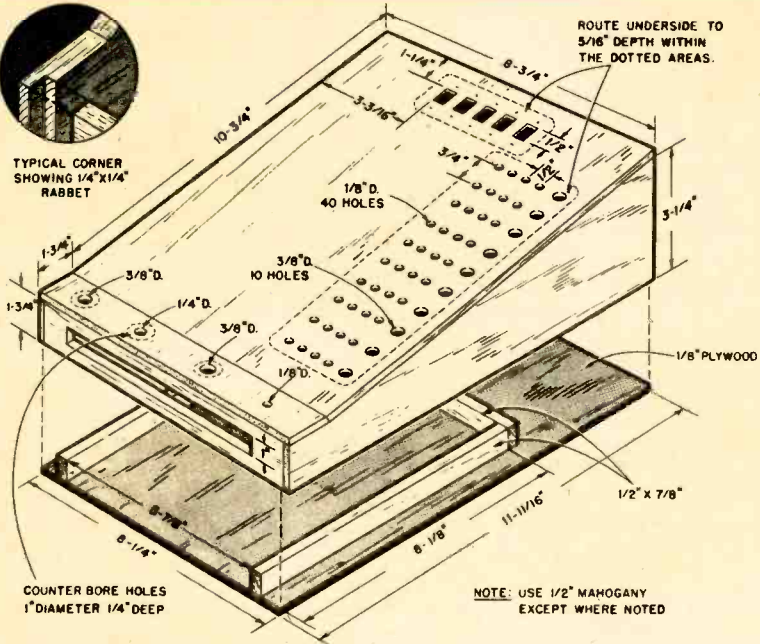 ROUTE UNDERSIDE TO
5/16" DEPTH WITHIN
THE DOTTED AREAS.
8-3/4"
1-1/4"
3-3/16"
10-3/4"
TYPICAL CORNER
SHOWING 1/4"X1/4"
RABBET
1/2"
3/4"
1/2"
1/8"D.
40 HOLES
3-1/4"
1-3/4"
3/8"D.
3/8"D.
10 HOLES
1/4"D.
1-3/4"
3/8"D.
1/8"D.
1/8" PLYWOOD
1"
1/2" X 7/8"
11-11/16"
8-1/8"
8-1/4"
COUNTER BORE HOLES
1" DIAMETER 1/4" DEEP
NOTE: USE 1/2" MAHOGANY
EXCEPT WHERE NOTED